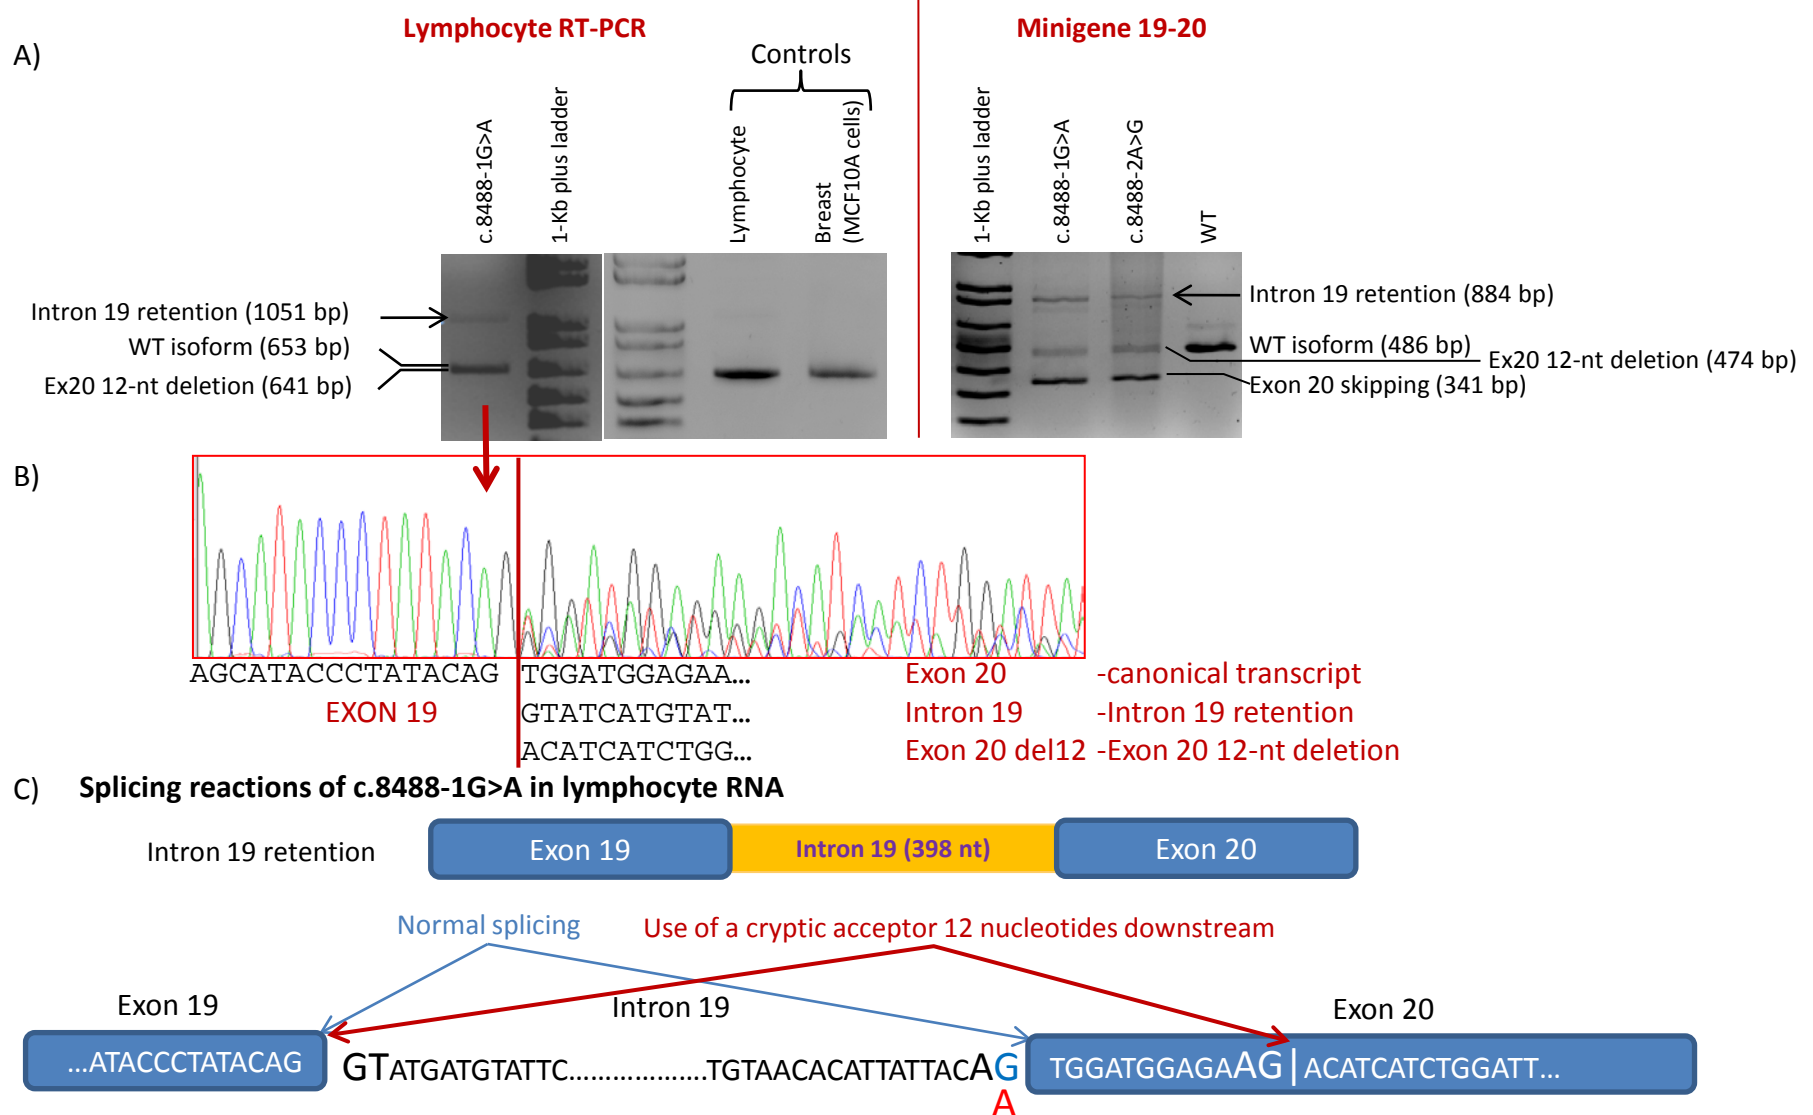 Lymphocyte RT-PCR
Minigene 19-20
A)
Controls
c.8488-1G>A
1-Kb plus ladder
Lymphocyte
Breast
(MCF10A cells)
1-Kb plus ladder
c.8488-1G>A
c.8488-2A>G
WT
Intron 19 retention (1051 bp)
WT isoform (653 bp)
Ex20 12-nt deletion (641 bp)
Intron 19 retention (884 bp)
WT isoform (486 bp)
Ex20 12-nt deletion (474 bp)
Exon 20 skipping (341 bp)
B)
AGCATACCCTATACAG TGGATGGAGAA... Exon 20 -canonical transcript
EXON 19 GTATCATGTAT... Intron 19 -Intron 19 retention
ACATCATCTGG... Exon 20 del12 -Exon 20 12-nt deletion
C) Splicing reactions of c.8488-1G>A in lymphocyte RNA
Intron 19 retention Exon 19 Intron 19 (398 nt) Exon 20
Normal splicing Use of a cryptic acceptor 12 nucleotides downstream
Exon 19 Intron 19 Exon 20
...ATACCCTATACAG GTATGATGTATTC...................TGTAACACATTATTACAG TGGATGGAGAAAG|ACATCATCTGGATT...
A